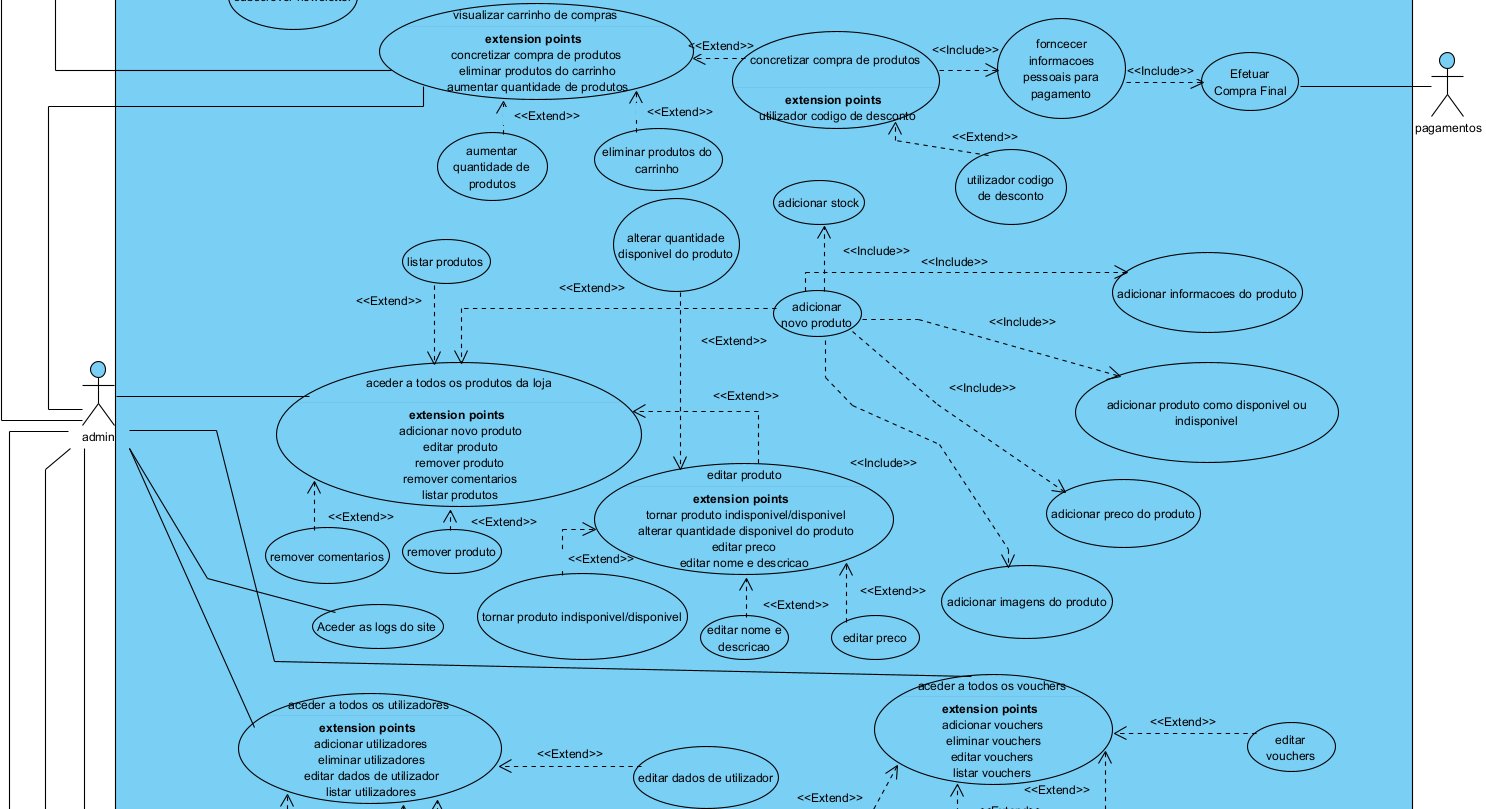 subscrever newsletter
visualizar carrinho de compras
extension points
concretizar compra de produtos
eliminar produtos do carrinho
aumentar quantidade de produtos
<<Extend>>
concretizar compra de produtos
extension points
utilizador codigo de desconto
<<Include>>
forncecer
informacoes
pessoais para
pagamento
<<Include>>
Efetuar
Compra Final
pagamentos
<<Extend>>
<<Extend>>
<<Extend>>
aumentar
quantidade de
produtos
eliminar produtos do
carrinho
utilizador codigo
de desconto
adicionar stock
alterar quantidade
disponivel do produto
listar produtos
<<Include>>
<<Include>>
<<Extend>>
<<Extend>>
adicionar
novo produto
adicionar informacoes do produto
<<Include>>
<<Extend>>
aceder a todos os produtos da loja
extension points
adicionar novo produto
editar produto
remover produto
remover comentarios
listar produtos
<<Extend>>
<<Include>>
adicionar produto como disponivel ou
indisponivel
admin
<<Include>>
editar produto
extension points
tornar produto indisponivel/disponivel
alterar quantidade disponivel do produto
editar preco
editar nome e descricao
adicionar preco do produto
<<Extend>>
<<Extend>>
remover comentarios
remover produto
<<Extend>>
<<Extend>>
<<Extend>>
adicionar imagens do produto
tornar produto indisponivel/disponivel
editar nome e
descricao
editar preco
Aceder as logs do site
aceder a todos os utilizadores
extension points
adicionar utilizadores
eliminar utilizadores
editar dados de utilizador
listar utilizadores
<<Extend>>
editar dados de utilizador
aceder a todos os vouchers
extension points
adicionar vouchers
eliminar vouchers
editar vouchers
listar vouchers
<<Extend>>
editar
vouchers
<<Extend>>
<<Extend>>
<<Extend>>